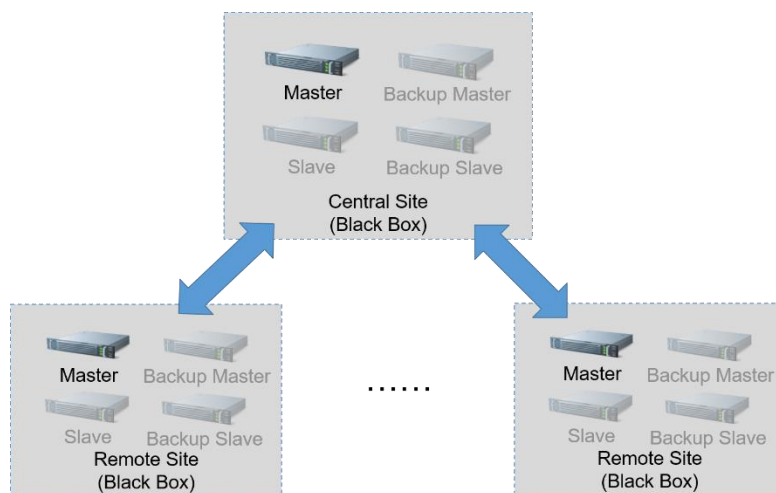 Master
Backup Master
Slave
Backup Slave
Central Site
(Black Box)
Master
Backup Master
Slave
Backup Slave
Remote Site
(Black Box)
......
Master
Backup Master
Slave
Backup Slave
Remote Site
(Black Box)